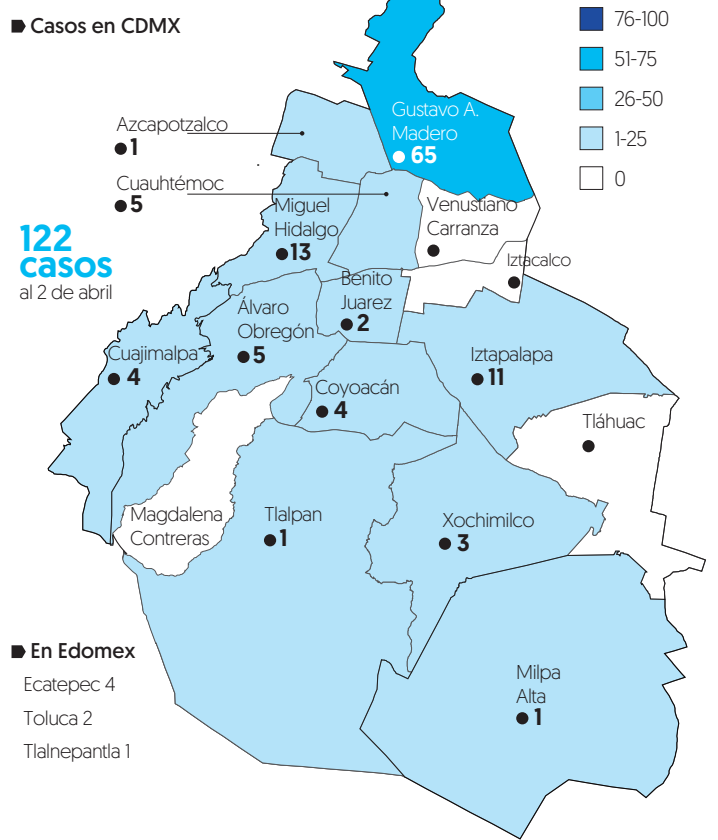 Casos en CDMX
76-100
51-75
26-50
1-25
0
Gustavo A.
Madero
65
Azcapotzalco
1
Cuauhtémoc
5
Miguel
Hidalgo
13
Venustiano
Carranza
Iztacalco
122
casos
al 2 de abril
Benito
Juarez
2
Álvaro
Obregón
5
Cuajimalpa
4
Iztapalapa
11
Coyoacán
4
Tláhuac
Magdalena
Contreras
Tlalpan
1
Xochimilco
3
Milpa
Alta
1
En Edomex
Ecatepec 4
Toluca 2
Tlalnepantla 1